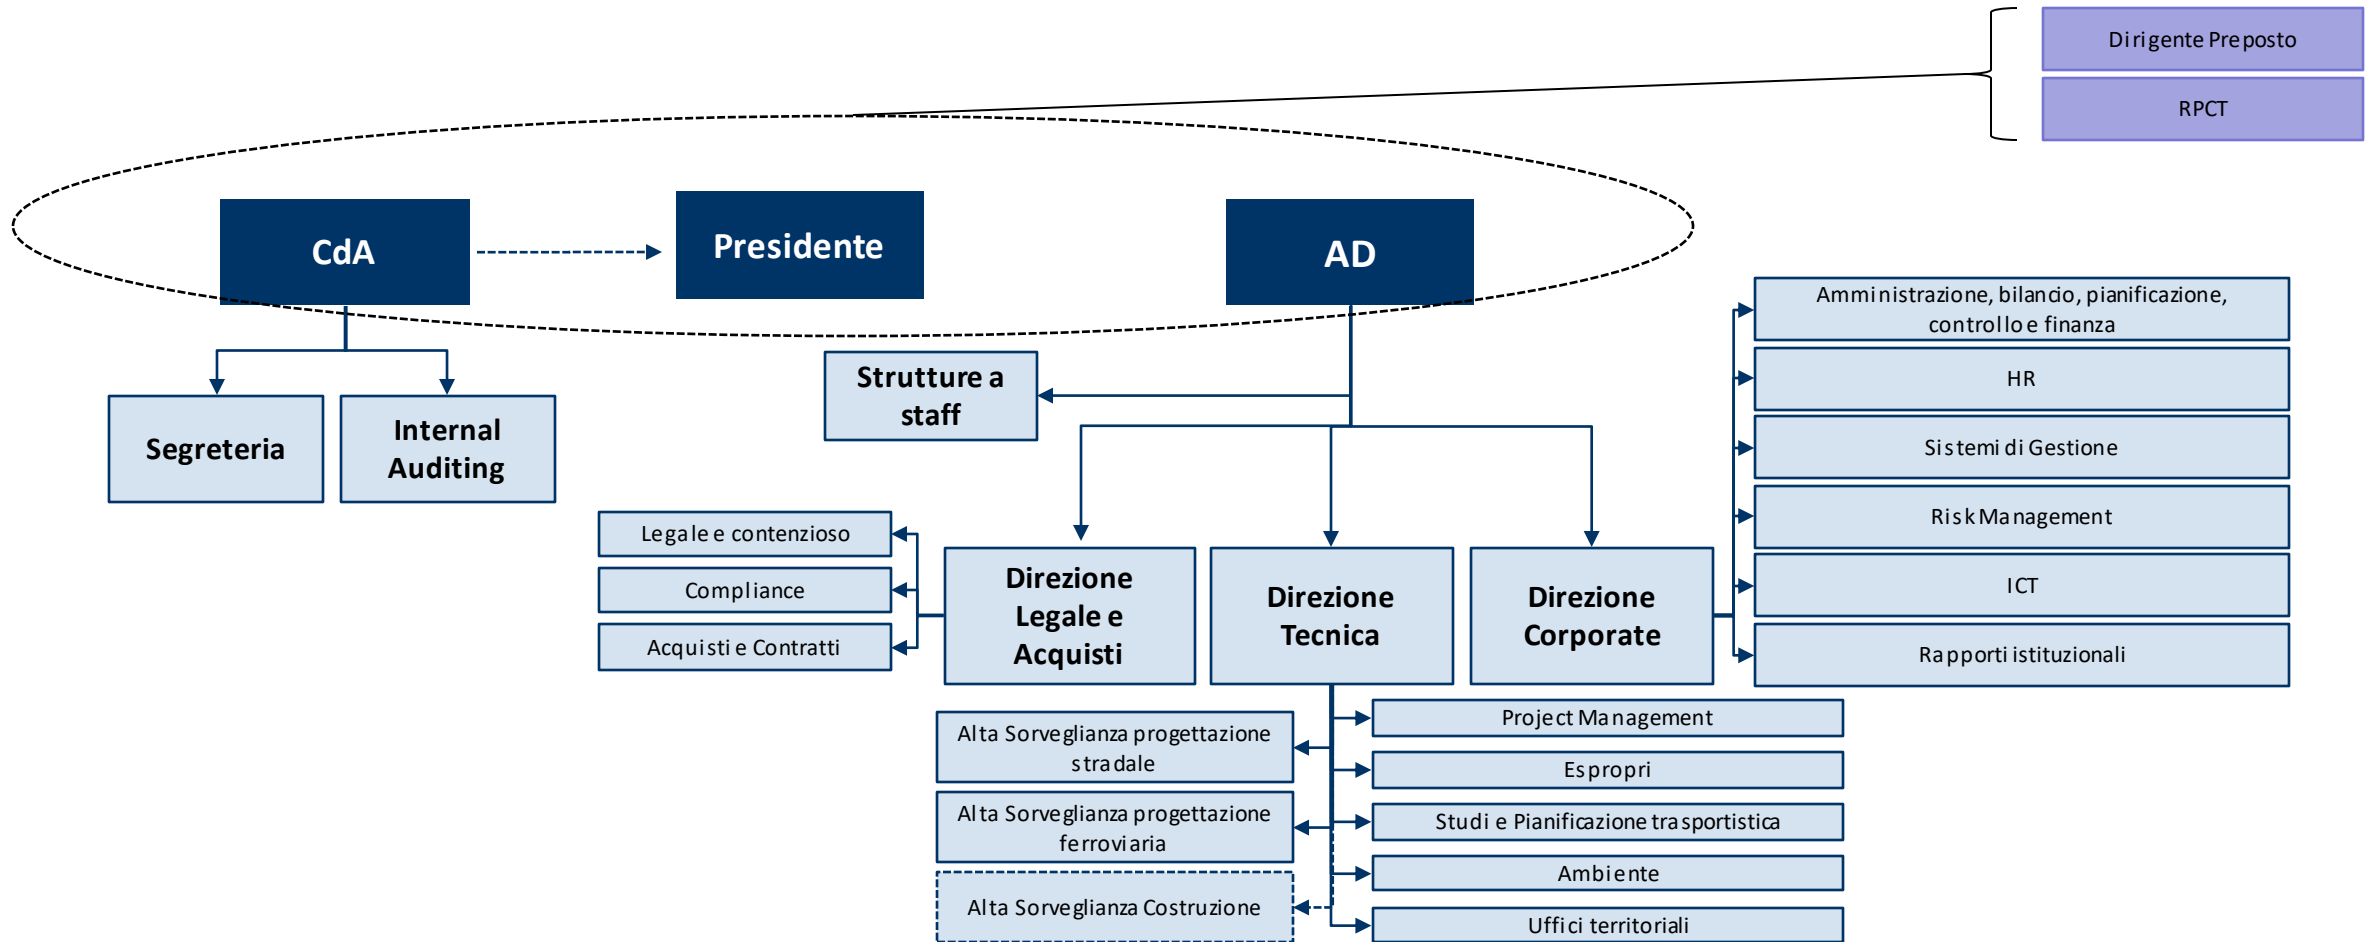 Dirigente Preposto
RPCT
CdA
Presidente
AD
Amministrazione, bilancio, pianificazione,
controllo e finanza
HR
Sistemi di Gestione
Risk Management
ICT
Rapporti istituzionali
Strutture a
staff
Segreteria
Internal
Auditing
Legale e contenzioso
Compliance
Acquisti e Contratti
Direzione
Legale e
Acquisti
Direzione
Tecnica
Direzione
Corporate
Alta Sorveglianza progettazione
stradale
Alta Sorveglianza progettazione
ferroviaria
Alta Sorveglianza Costruzione
Project Management
Espropri
Studi e Pianificazione trasportistica
Ambiente
Uffici territoriali